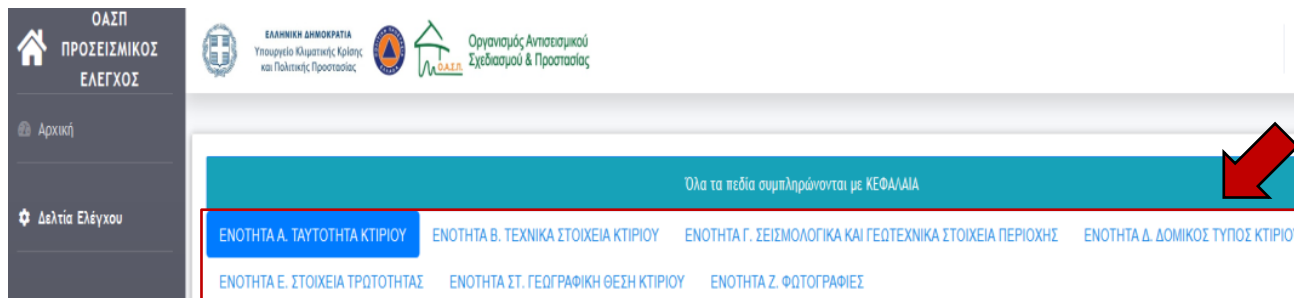 ΟΑΣΠ
ΠΡΟΣΕΙΣΜΙΚΟΣ
ΕΛΕΓΧΟΣ
Αρχική
Δελτία Ελέγχου
ΕΛΛΗΝΙΚΗ ΔΗΜΟΚΡΑΤΙΑ
Υπουργείο Κλιματικής Κρίσης
και Πολιτικής Προστασίας
Ο.Α.Σ.Π.
Οργανισμός Αντισεισμικού
Σχεδιασμού & Προστασίας
Όλα τα πεδία συμπληρώνονται με ΚΕΦΑΛΑΙΑ
ΕΝΟΤΗΤΑ Α. ΤΑΥΤΟΤΗΤΑ ΚΤΙΡΙΟΥ ΕΝΟΤΗΤΑ Β. ΤΕΧΝΙΚΑ ΣΤΟΙΧΕΙΑ ΚΤΙΡΙΟΥ ΕΝΟΤΗΤΑ Γ. ΣΕΙΣΜΟΛΟΓΙΚΑ ΚΑΙ ΓΕΩΤΕΧΝΙΚΑ ΣΤΟΙΧΕΙΑ ΠΕΡΙΟΧΗΣ ΕΝΟΤΗΤΑ Δ. ΔΟΜΙΚΟΣ ΤΥΠΟΣ ΚΤΙΡΙΟΥ
ΕΝΟΤΗΤΑ Ε. ΣΤΟΙΧΕΙΑ ΤΡΩΤΟΤΗΤΑΣ ΕΝΟΤΗΤΑ ΣΤ. ΓΕΩΓΡΑΦΙΚΗ ΘΕΣΗ ΚΤΙΡΙΟΥ ΕΝΟΤΗΤΑ Ζ. ΦΩΤΟΓΡΑΦΙΕΣ